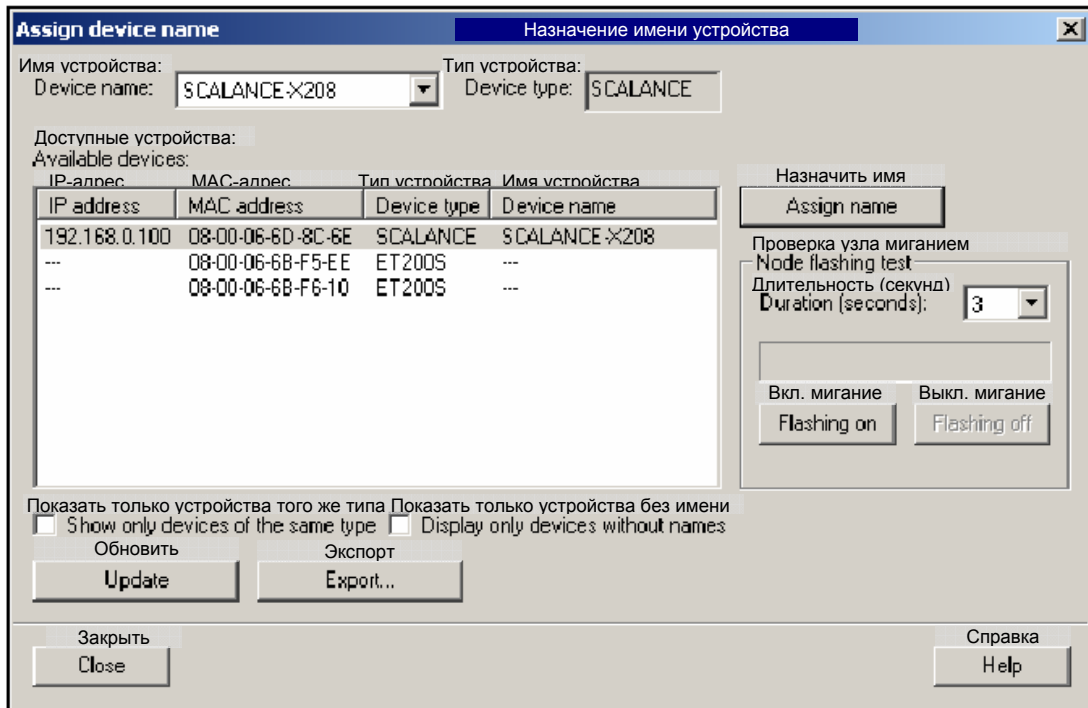 Assign device name Назначение имени устройства
Имя устройства: Тип устройства:
Device name: SCALANCE-X208 Device type: SCALANCE
Доступные устройства:
Available devices:
IP-адрес MAC-адрес Тип устройства Имя устройства
IP address MAC address Device type Device name
192.168.0.100 08-00-06-6D-8C-6E SCALANCE SCALANCE-X208
--- 08-00-06-6B-F5-EE ET200S ---
--- 08-00-06-6B-F6-10 ET200S ---
Назначить имя
Assign name
Проверка узла миганием
Node flashing test
Длительность (секунд)
Duration (seconds): 3
Вкл. мигание Выкл. мигание
Flashing on Flashing off
Показать только устройства того же типа Показать только устройства без имени
Show only devices of the same type Display only devices without names
Обновить Экспорт
Update Export...
Закрыть Справка
Close Help